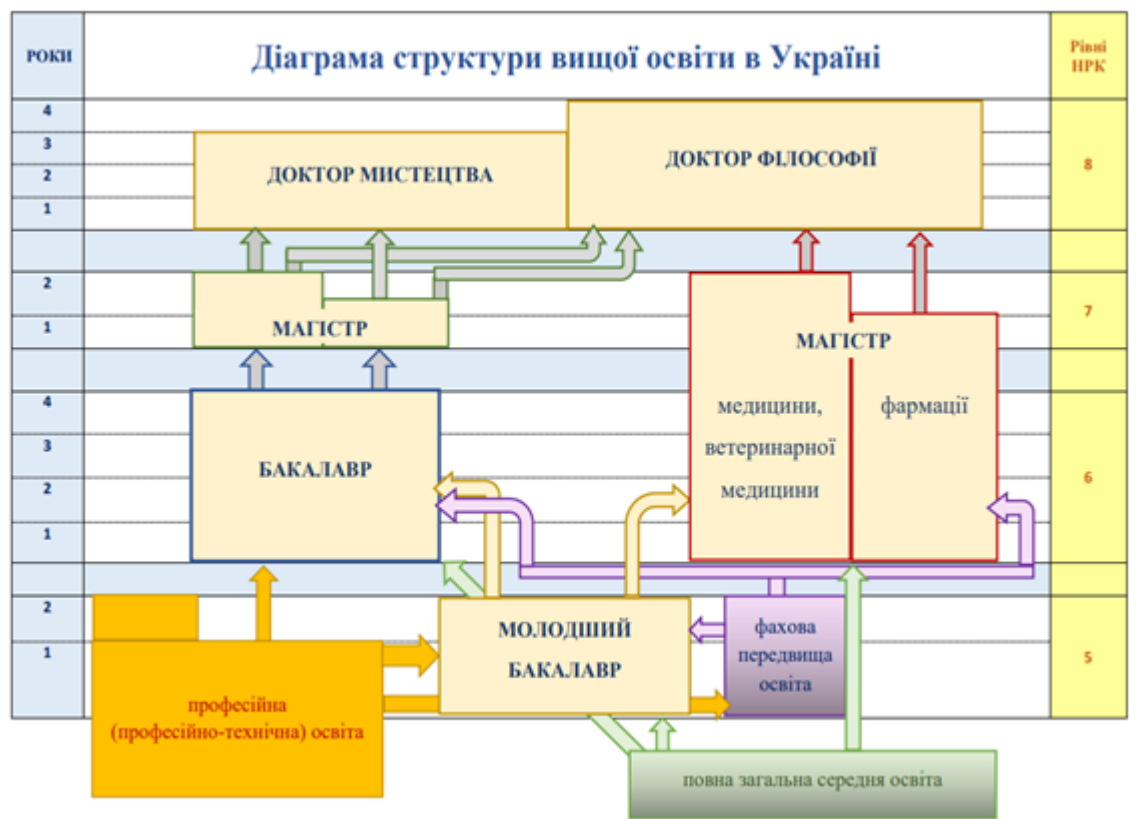 РОКИ
Діаграма структури вищої освіти в Україні
Рівні
НРК
4
3
2
1
ДОКТОР МИСТЕЦТВА
ДОКТОР ФІЛОСОФІЇ
8
2
1
МАГІСТР
МАГІСТР
7
4
3
2
1
БАКАЛАВР
медицини,
ветеринарної
медицини
фармації
6
2
1
МОЛОДШИЙ
БАКАЛАВР
фахова
передвища
освіта
5
професійна
(професійно-технічна) освіта
повна загальна середня освіта